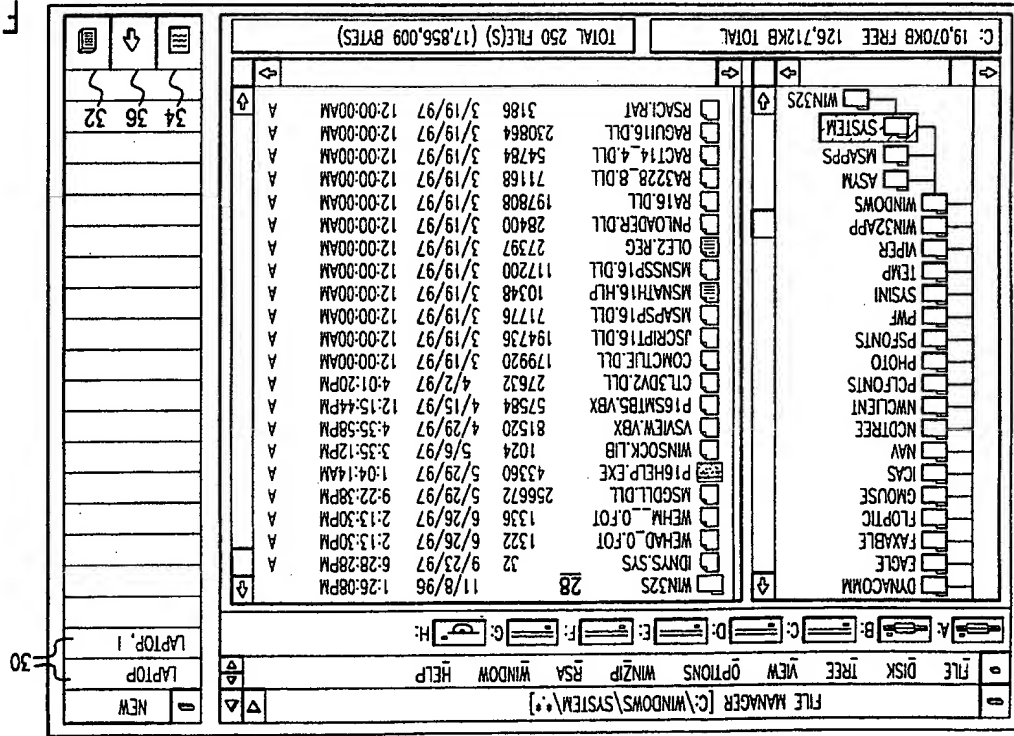 FILE MANAGER [C:\WINDOWS\SYSTEM\*.*]
FILE DISK TREE VIEW OPTIONS WINZIP RSA WINDOW HELP
A: B: C: D: E: F: G: H:
DYNACOMM
EAGLE
FAXABLE
FLOPTIC
GMOUSE
ICAS
NAV
NCDTREE
NWCLIENT
PCLFONTS
PHOTO
PSFONTS
PWF
SYSINI
TEMP
VIPER
WIN32APP
WINDOWS
ASYM
MSAPPS
SYSTEM
WIN32S
WIN32S 28 11/8/96 1:26:08PM
IDNYS.SYS 32 9/23/97 6:28:28PM A
WEHAD_0.FOT 1322 6/26/97 2:13:30PM A
WEHM__0.FOT 1336 6/26/97 2:13:30PM A
MSGDLL.DLL 256672 5/29/97 9:22:38PM A
P16HELP.EXE 43360 5/29/97 1:04:14AM A
WINSOCK.LIB 1024 5/6/97 3:35:12PM A
VSVIEW.VBX 81520 4/29/97 4:35:58PM A
P16SMTB5.VBX 57584 4/15/97 12:15:44PM A
CTL3DV2.DLL 27632 4/2/97 4:01:20PM A
COMCTLIE.DLL 179920 3/19/97 12:00:00AM A
JSCRIPT16.DLL 194736 3/19/97 12:00:00AM A
MSAPSP16.DLL 71776 3/19/97 12:00:00AM A
MSNATH16.HLP 10348 3/19/97 12:00:00AM A
MSNSSP16.DLL 117200 3/19/97 12:00:00AM A
OLE2.REG 27397 3/19/97 12:00:00AM A
PNLOADER.DLL 28400 3/19/97 12:00:00AM A
RA16.DLL 197808 3/19/97 12:00:00AM A
RA3228_8.DLL 71168 3/19/97 12:00:00AM A
RACT14_4.DLL 54784 3/19/97 12:00:00AM A
RAGUI16.DLL 230864 3/19/97 12:00:00AM A
RSACI.RAT 3186 3/19/97 12:00:00AM A
C: 19,070KB FREE 126,712KB TOTAL
TOTAL 250 FILE(S) (17,856,009 BYTES)
NEW
LAPTOP
LAPTOP, I
30
34 36 32